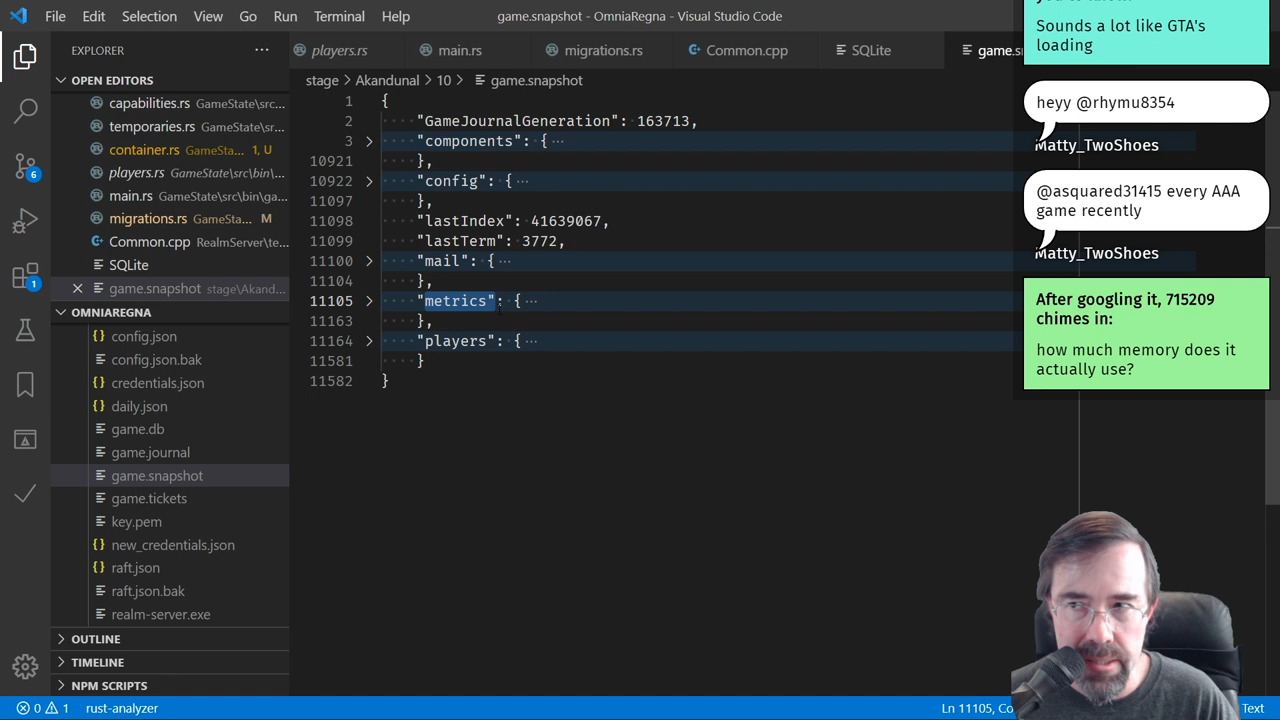 File Edit Selection View Go Run Terminal Help
game.snapshot - OmniaRegna - Visual Studio Code
EXPLORER
OPEN EDITORS
capabilities.rs GameState\src...
temporaries.rs GameState\src...
container.rs GameSta... 1, U
players.rs GameState\src\bin\...
main.rs GameState\src\bin\ga...
migrations.rs GameSta... M
Common.cpp RealmServer\te...
SQLite
game.snapshot stage\Akand...
OMNIAREGNA
config.json
config.json.bak
credentials.json
daily.json
game.db
game.journal
game.snapshot
game.tickets
key.pem
new_credentials.json
raft.json
raft.json.bak
realm-server.exe
OUTLINE
TIMELINE
NPM SCRIPTS
6
1
players.rs main.rs migrations.rs Common.cpp SQLite game.s
stage > Akandunal > 10 > game.snapshot
1 {
2 "GameJournalGeneration": 163713,
3 "components": {
10921 },
10922 "config": {
11097 },
11098 "lastIndex": 41639067,
11099 "lastTerm": 3772,
11100 "mail": {
11104 },
11105 "metrics": {
11163 },
11164 "players": {
11581 }
11582 }
Sounds a lot like GTA's
loading
heyy @rhymu8354
Matty_TwoShoes
@asquared31415 every AAA
game recently
Matty_TwoShoes
After googling it, 715209
chimes in:
how much memory does it
actually use?
0 1 rust-analyzer
Ln 11105, Co
Text